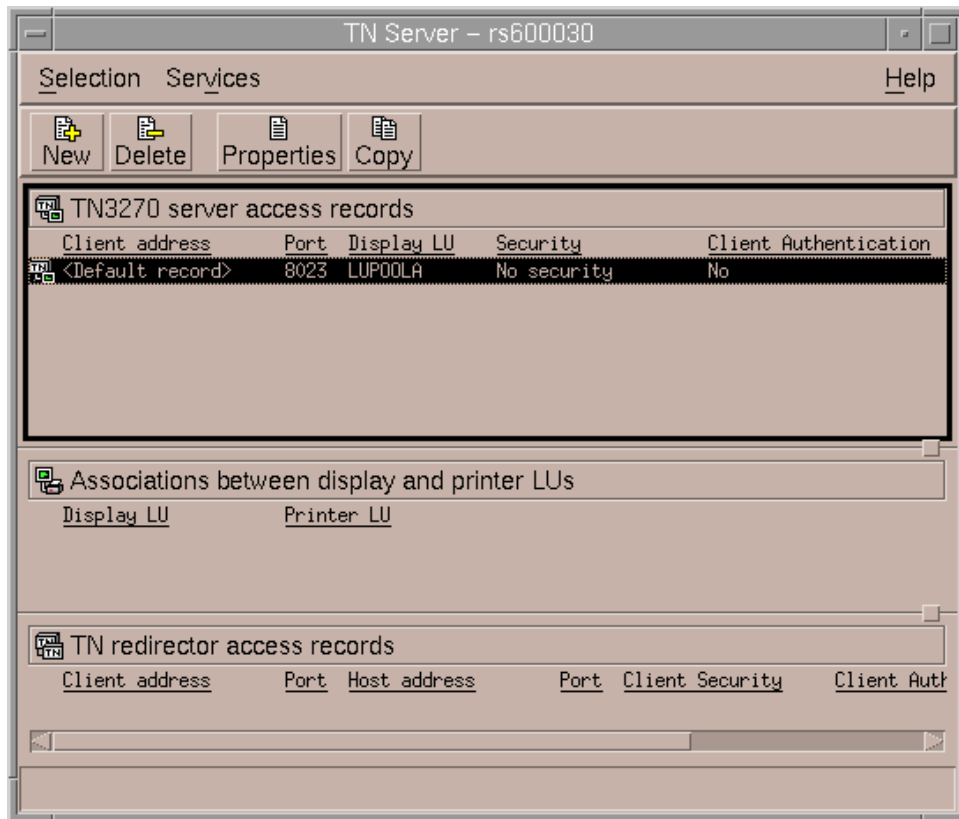 TN Server – rs600030
Selection Services Help
New Delete Properties Copy
TN3270 server access records
Client address Port Display LU Security Client Authentication
<Default record> 8023 LUPOOLA No security No
Associations between display and printer LUs
Display LU Printer LU
TN redirector access records
Client address Port Host address Port Client Security Client Auth